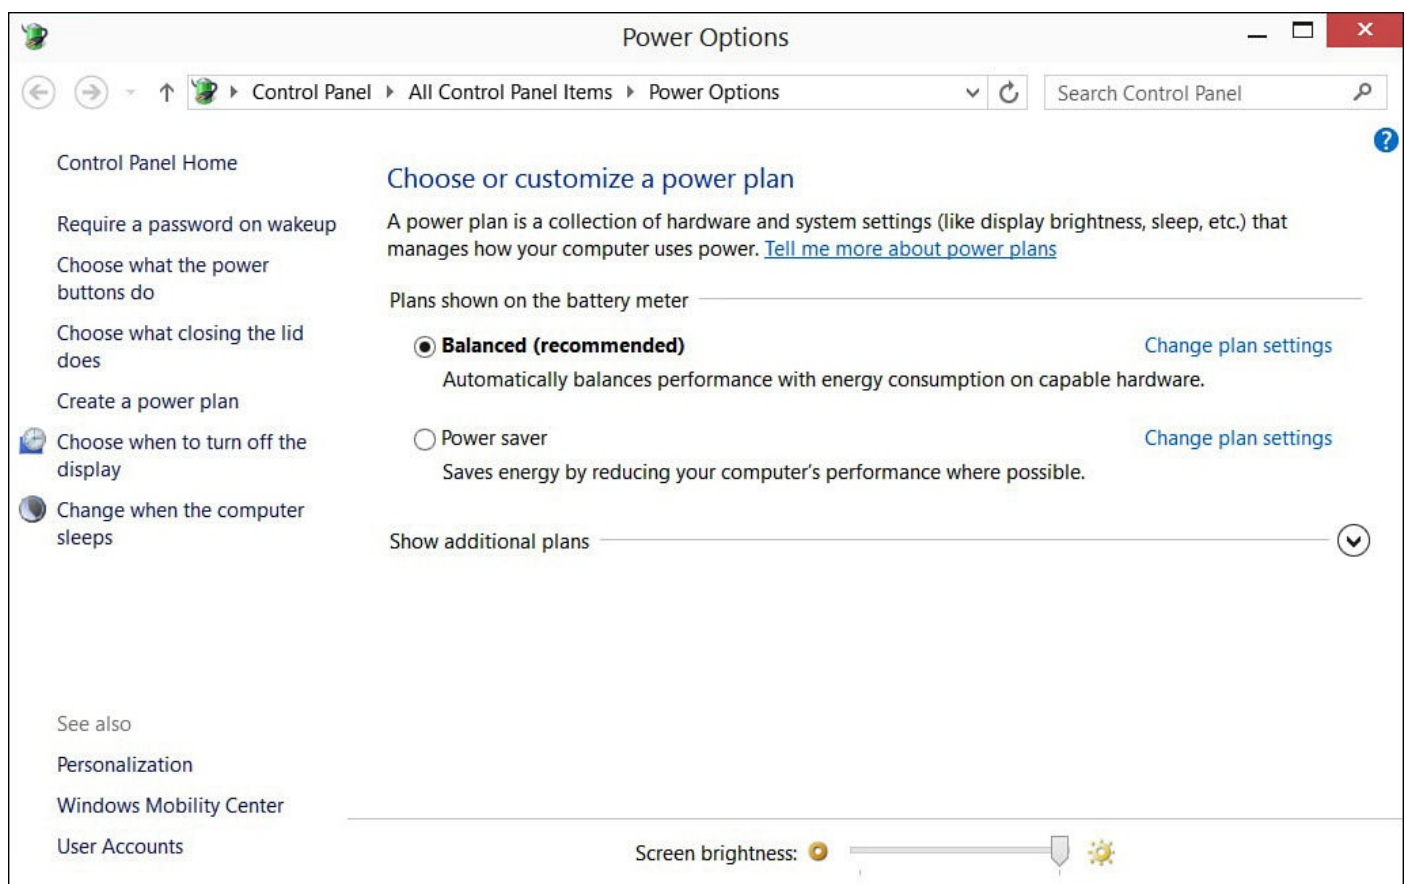 Power Options
Control Panel All Control Panel Items Power Options
Search Control Panel
Control Panel Home
Require a password on wakeup
Choose what the power
buttons do
Choose what closing the lid
does
Create a power plan
Choose when to turn off the
display
Change when the computer
sleeps
See also
Personalization
Windows Mobility Center
User Accounts
?
Choose or customize a power plan
A power plan is a collection of hardware and system settings (like display brightness, sleep, etc.) that
manages how your computer uses power. Tell me more about power plans
Plans shown on the battery meter
Balanced (recommended) Change plan settings
Automatically balances performance with energy consumption on capable hardware.
Power saver Change plan settings
Saves energy by reducing your computer's performance where possible.
Show additional plans
Screen brightness: